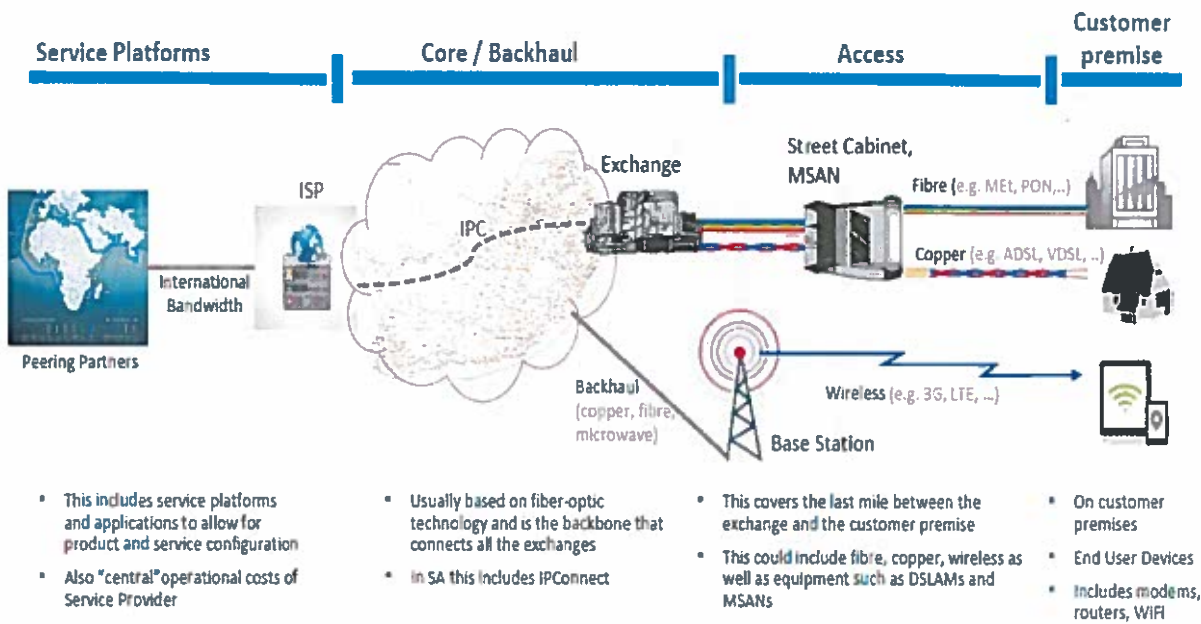 Service Platforms
Core / Backhaul
Access
Customer
premise
Peering Partners
International
Bandwidth
ISP
IPC
Exchange
Street Cabinet,
MSAN
Fibre (e.g. MEt, PON,..)
Copper (e.g. ADSL, VDSL, ..)
Backhaul
(copper, fibre,
microwave)
Base Station
Wireless (e.g. 3G, LTE, ...)
• This includes service platforms
and applications to allow for
product and service configuration
• Also "central" operational costs of
Service Provider
• Usually based on fiber-optic
technology and is the backbone that
connects all the exchanges
• In SA this includes IPConnect
• This covers the last mile between the
exchange and the customer premise
• This could include fibre, copper, wireless as
well as equipment such as DSLAMs and
MSANs
• On customer
premises
• End User Devices
• Includes modems,
routers, WiFi